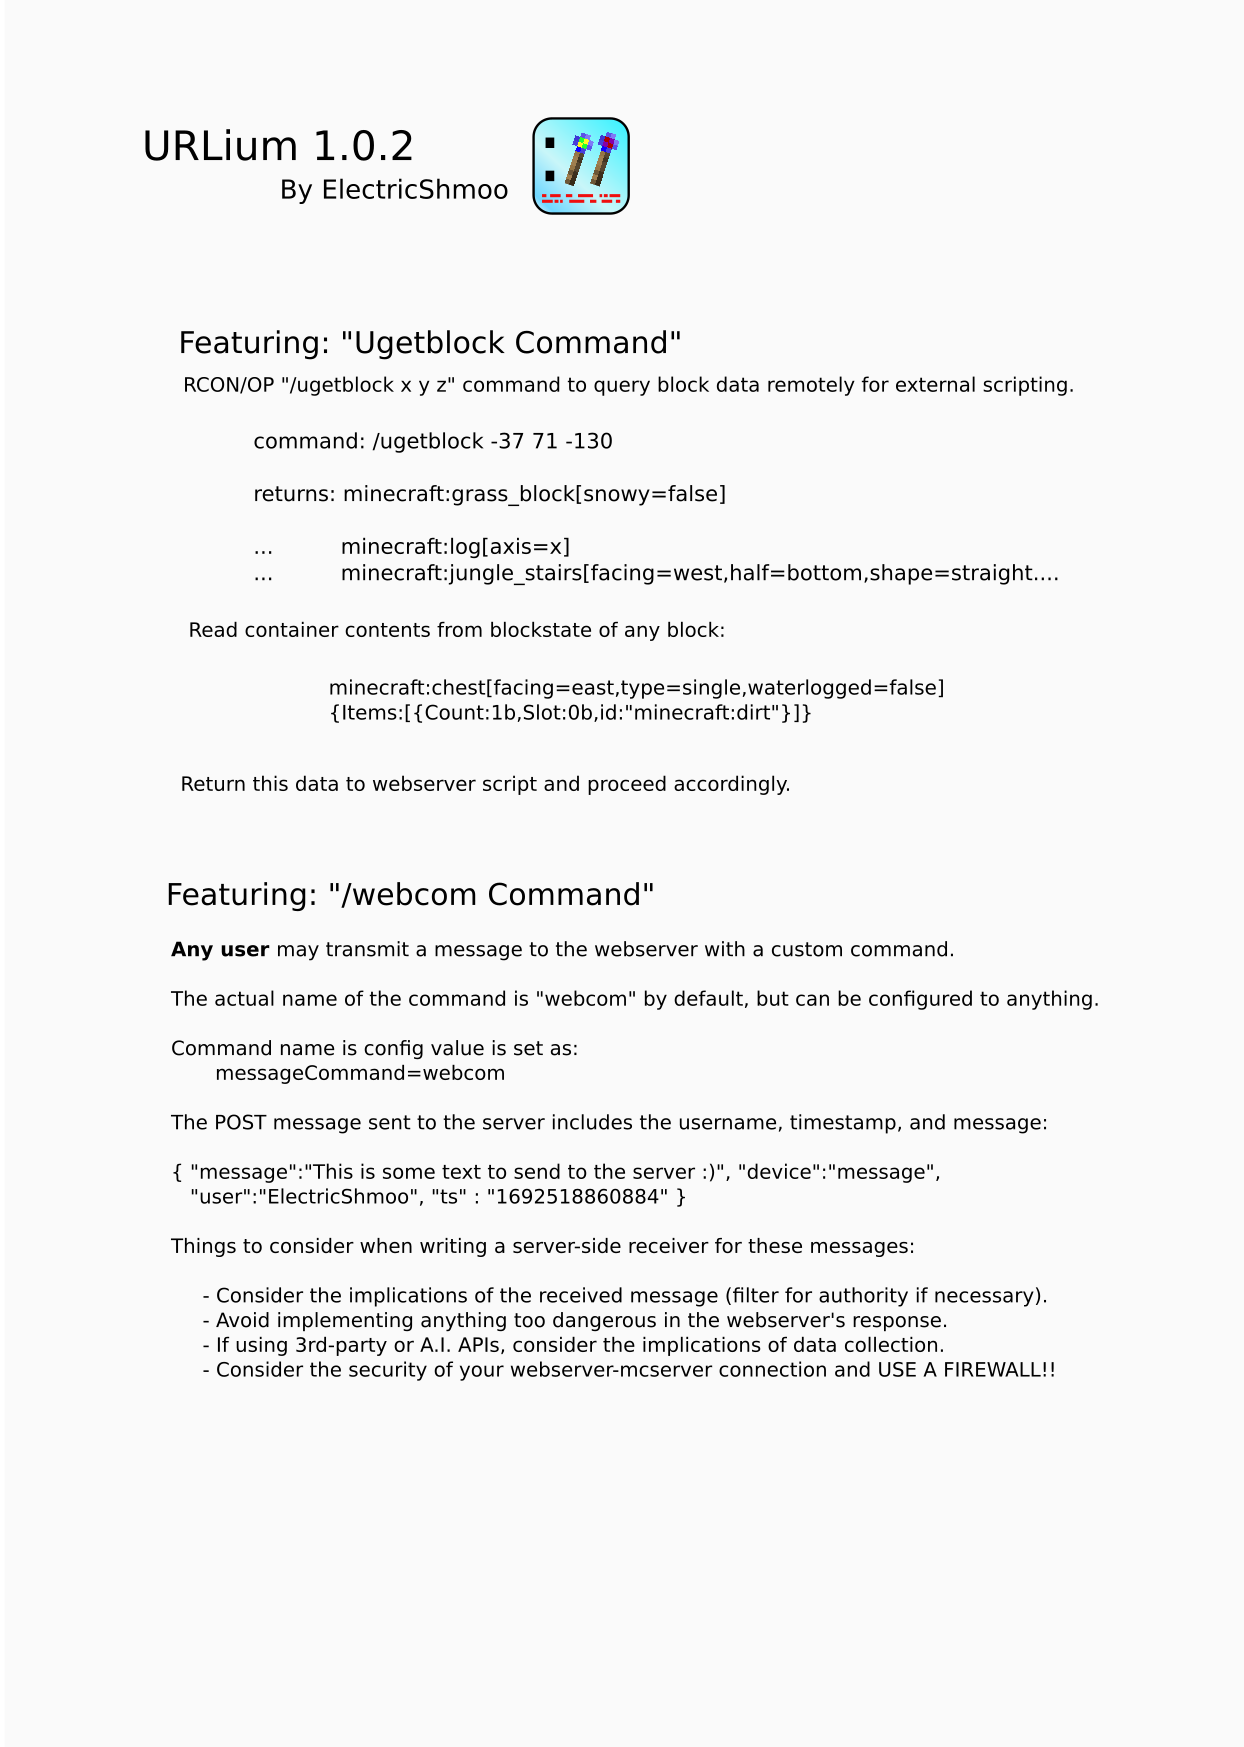 URLium 1.0.2
By ElectricShmoo
Featuring: "Ugetblock Command"
RCON/OP "/ugetblock x y z" command to query block data remotely for external scripting.
command: /ugetblock -37 71 -130
returns: minecraft:grass_block[snowy=false]
... minecraft:log[axis=x]
... minecraft:jungle_stairs[facing=west,half=bottom,shape=straight....
Read container contents from blockstate of any block:
minecraft:chest[facing=east,type=single,waterlogged=false]
{Items:[{Count:1b,Slot:0b,id:"minecraft:dirt"}]}
Return this data to webserver script and proceed accordingly.
Featuring: "/webcom Command"
Any user may transmit a message to the webserver with a custom command.
The actual name of the command is "webcom" by default, but can be configured to anything.
Command name is config value is set as:
messageCommand=webcom
The POST message sent to the server includes the username, timestamp, and message:
{ "message":"This is some text to send to the server :)", "device":"message",
"user":"ElectricShmoo", "ts" : "1692518860884" }
Things to consider when writing a server-side receiver for these messages:
- Consider the implications of the received message (filter for authority if necessary).
- Avoid implementing anything too dangerous in the webserver's response.
- If using 3rd-party or A.I. APIs, consider the implications of data collection.
- Consider the security of your webserver-mcserver connection and USE A FIREWALL!!